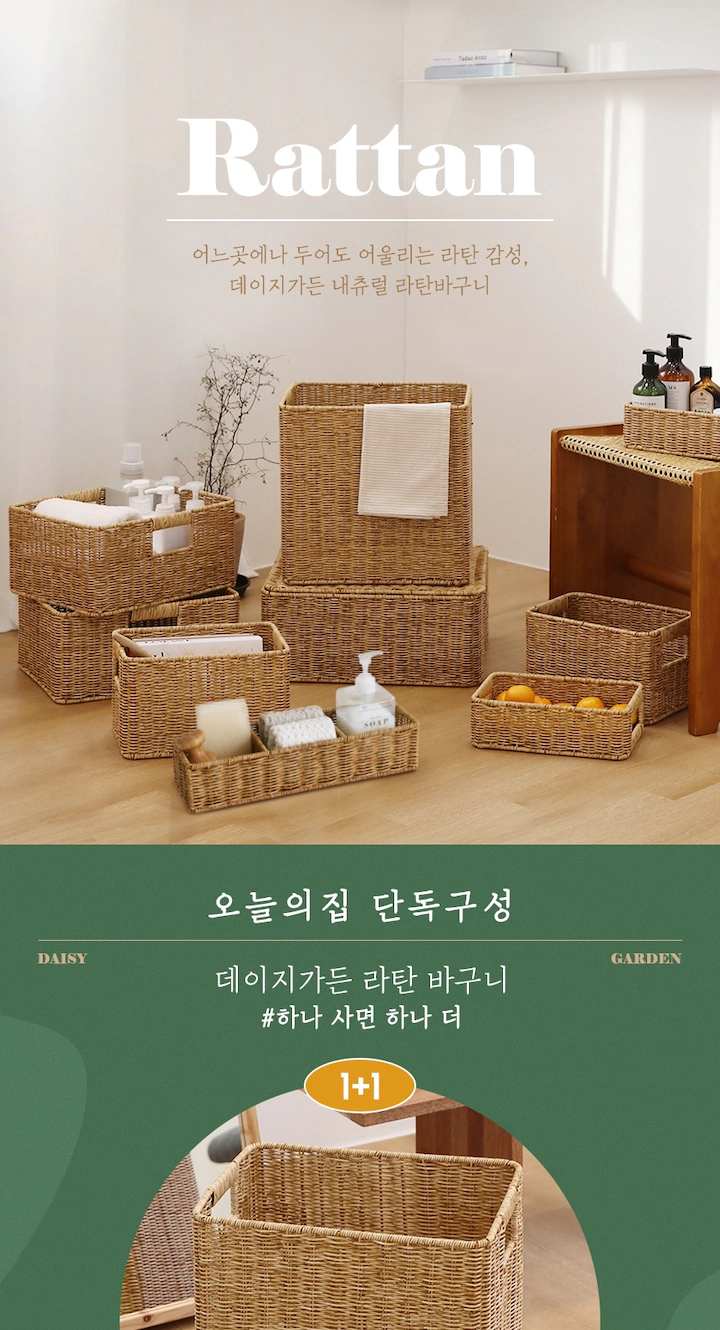 Tadao Ando
Rattan
어느곳에나 두어도 어울리는 라탄 감성,
데이지가든 내츄럴 라탄바구니
SOAP
오늘의집 단독구성
DAISY
GARDEN
데이지가든 라탄 바구니
#하나 사면 하나 더
1+1